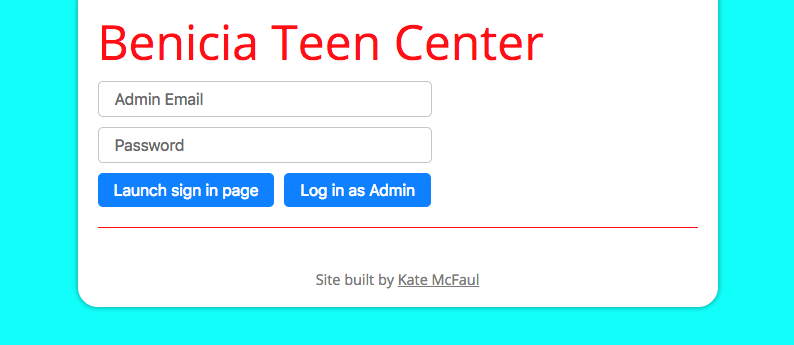 Benicia Teen Center
Admin Email
Password
Launch sign in page Log in as Admin
Site built by Kate McFaul